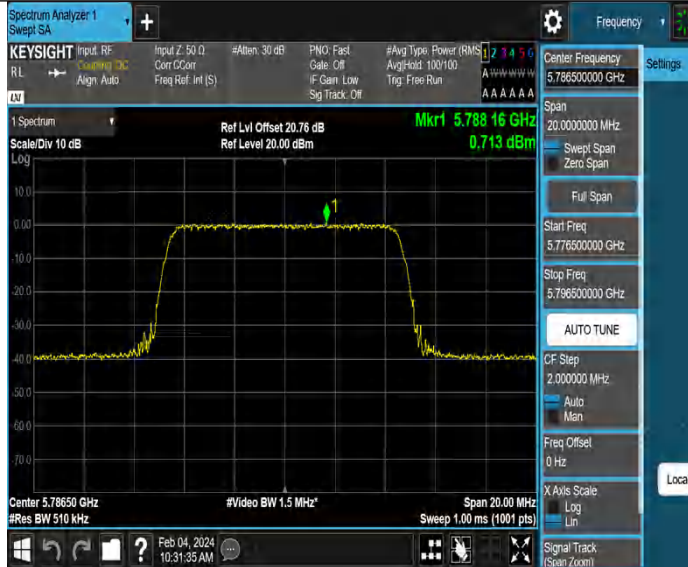 Spectrum Analyzer 1
Swept SA
+
Frequency
KEYSIGHT
Input: RF
Input Z: 50 Ω
#Atten: 30 dB
PNO: Fast
#Avg Type: Power (RMS
1 2 3 4 5 6
RL
Coupling: DC
Corr CCorr
Gate: Off
Avg|Hold: 100/100
A W W W W W
Align: Auto
Freq Ref: Int (S)
IF Gain: Low
Trig: Free Run
Sig Track: Off
A A A A A A
LXI
Center Frequency
5.786500000 GHz
Settings
Span
20.0000000 MHz
Swept Span
Zero Span
Full Span
Start Freq
5.776500000 GHz
Stop Freq
5.796500000 GHz
AUTO TUNE
CF Step
2.000000 MHz
Auto
Man
Freq Offset
0 Hz
X Axis Scale
Log
Lin
Local
Signal Track
(Span Zoom)
1 Spectrum
Ref Lvl Offset 20.76 dB
Mkr1 5.788 16 GHz
Scale/Div 10 dB
Ref Level 20.00 dBm
0.713 dBm
Log
10.0
0.00
1
-10.0
-20.0
-30.0
-40.0
-50.0
-60.0
-70.0
Center 5.78650 GHz
#Video BW 1.5 MHz*
Span 20.00 MHz
#Res BW 510 kHz
Sweep 1.00 ms (1001 pts)
?
Feb 04, 2024
10:31:35 AM